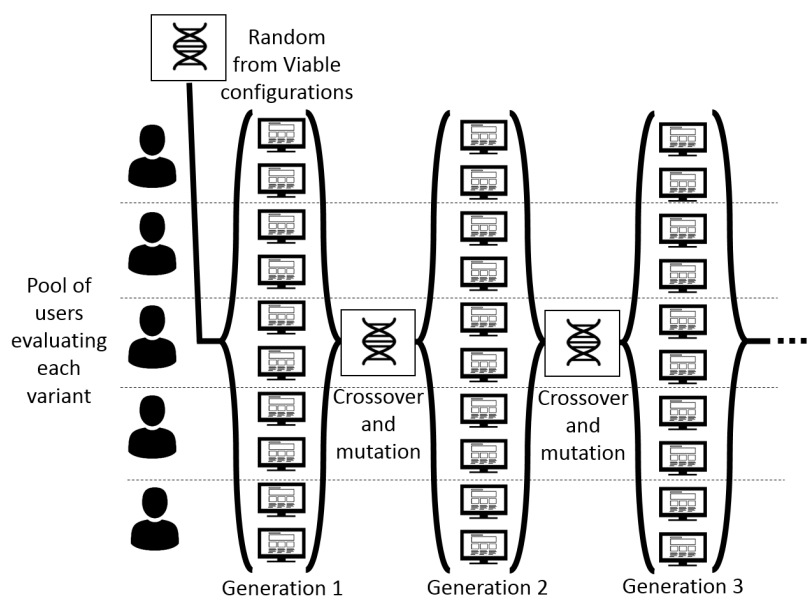 Random
from Viable
configurations
Pool of
users
evaluating
each
variant
Crossover
and
mutation
Crossover
and
mutation
Generation 1
Generation 2
Generation 3